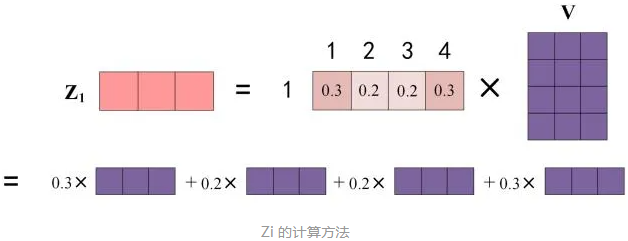 V
1 2 3 4
Z1 = 1 0.3 0.2 0.2 0.3 ×
= 0.3× +0.2× +0.2× +0.3×
Zi 的计算方法